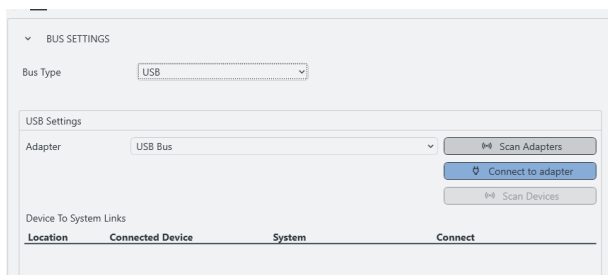 BUS SETTINGS
Bus Type USB
USB Settings
Adapter USB Bus Scan Adapters
Connect to adapter
Scan Devices
Device To System Links
Location Connected Device System Connect